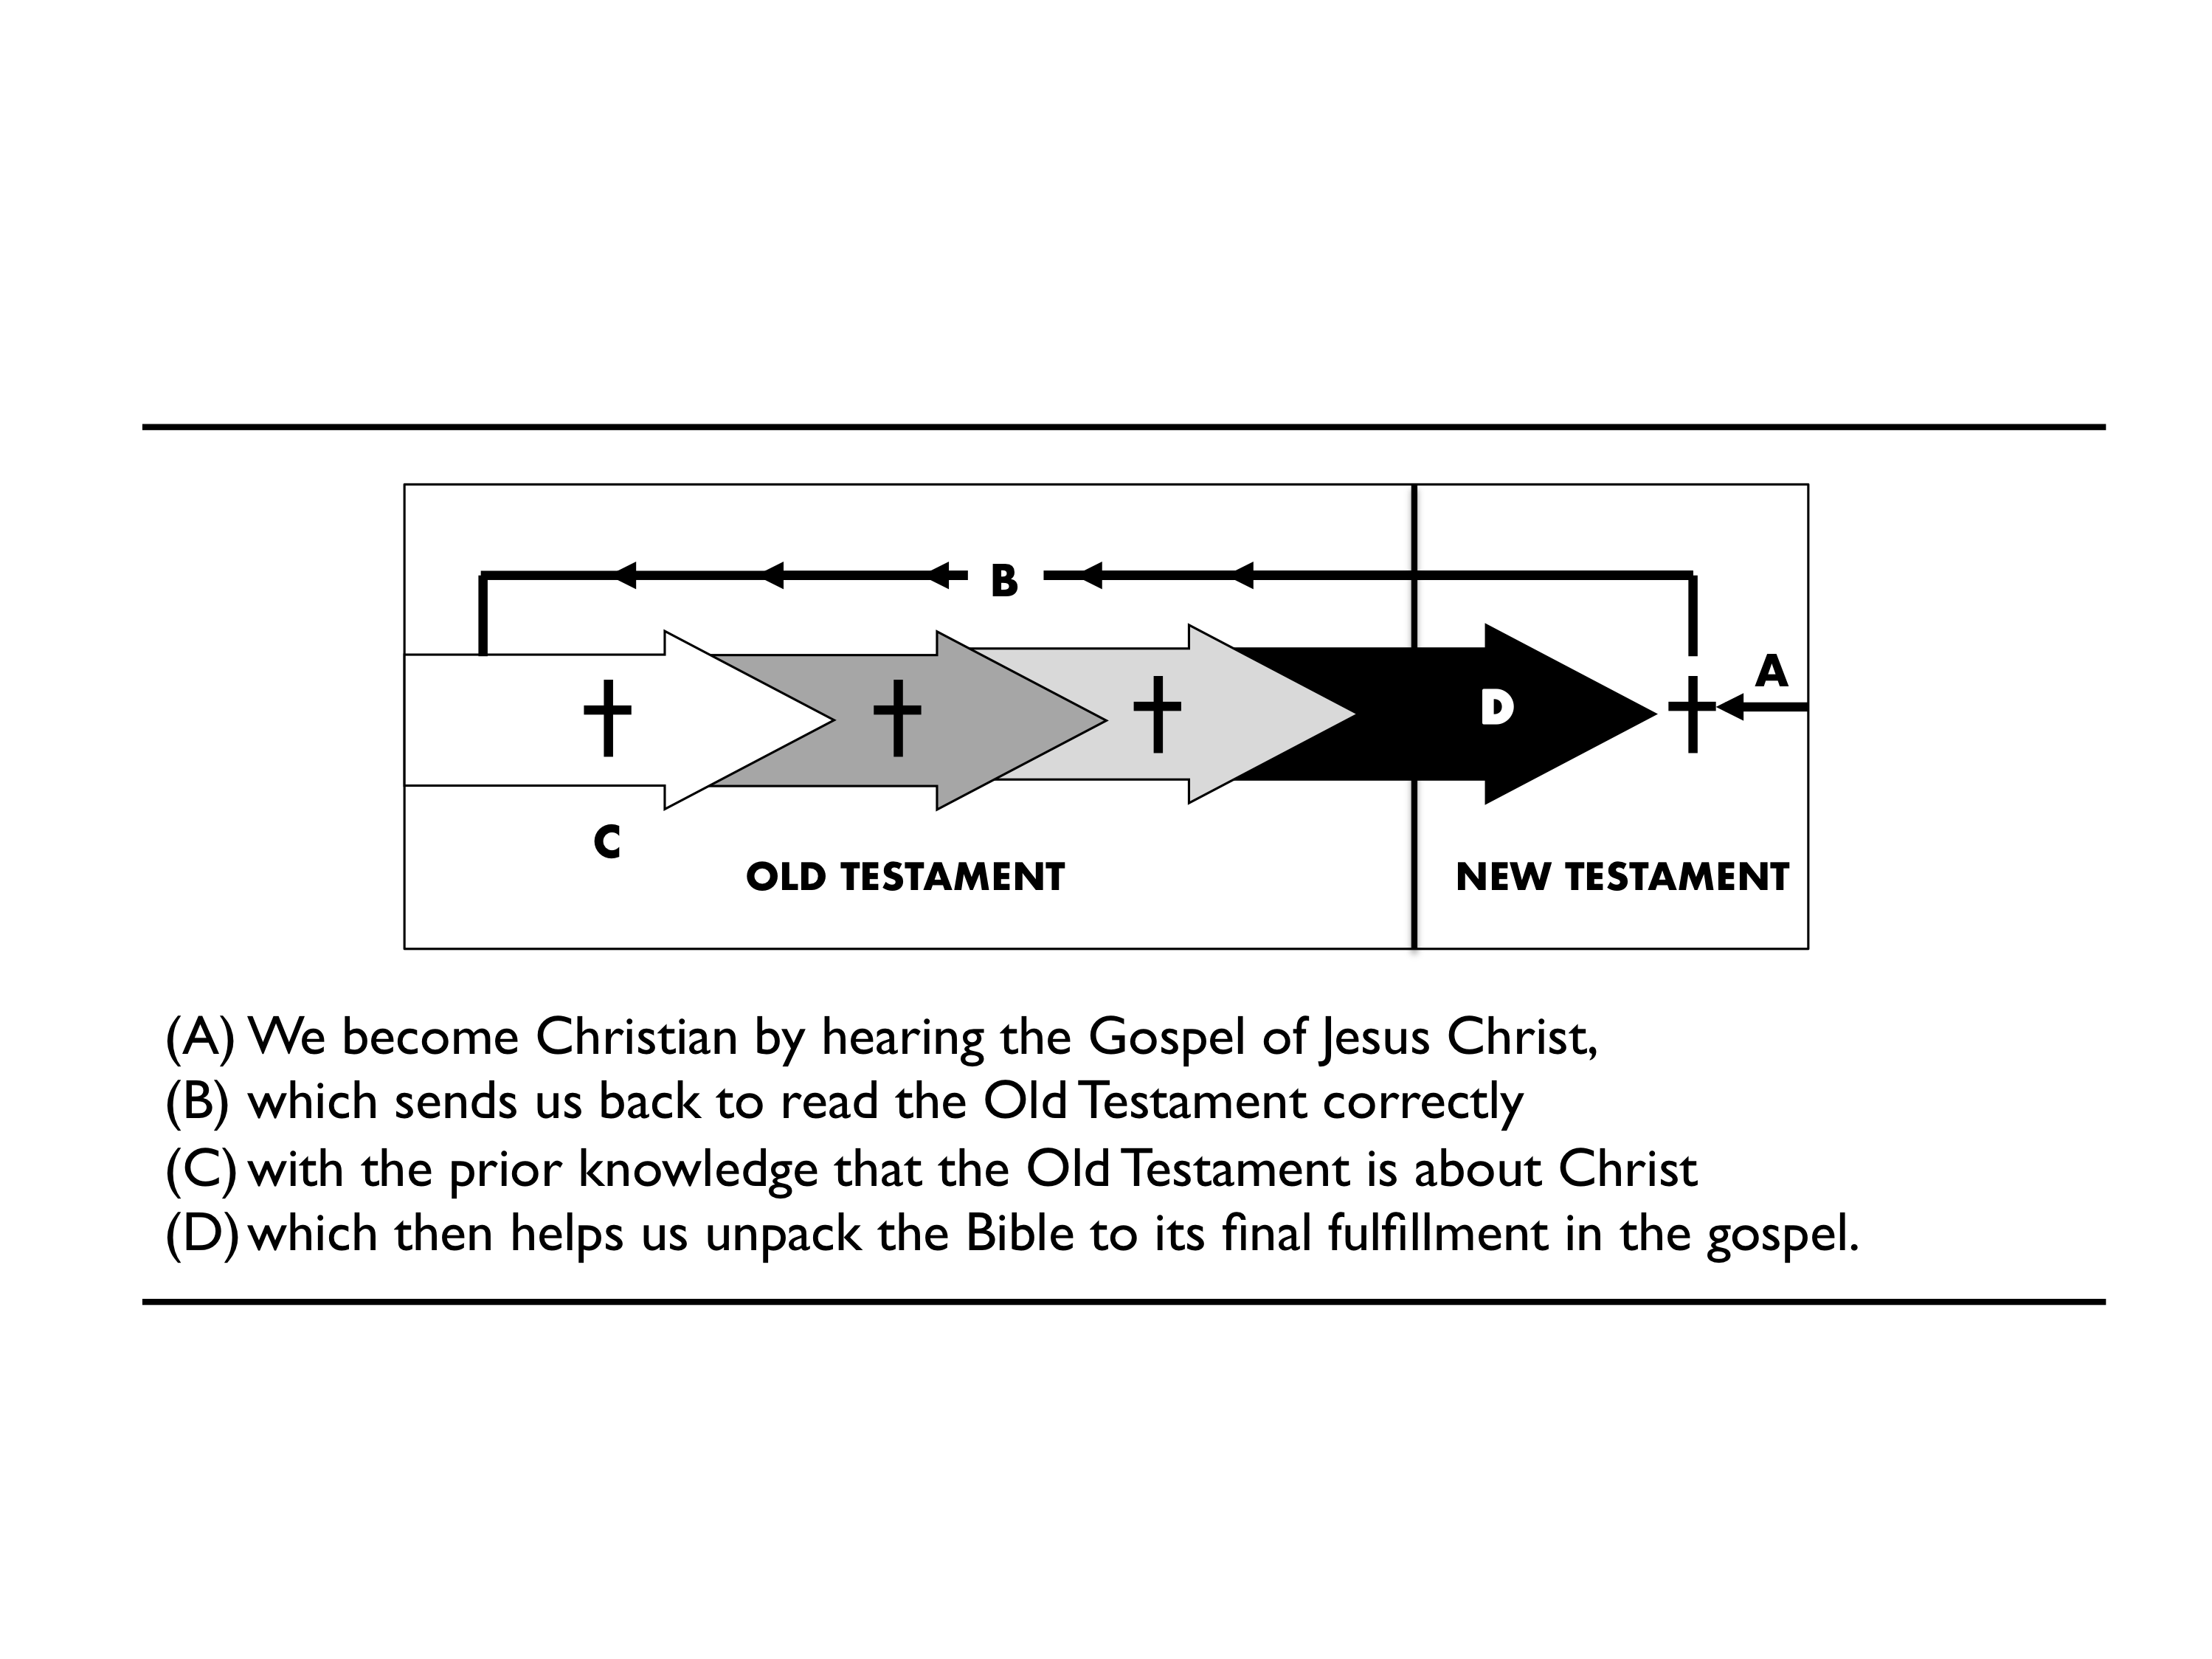 B
A
D
C
OLD TESTAMENT
NEW TESTAMENT
(A) We become Christian by hearing the Gospel of Jesus Christ,
(B) which sends us back to read the Old Testament correctly
(C) with the prior knowledge that the Old Testament is about Christ
(D) which then helps us unpack the Bible to its final fulfillment in the gospel.